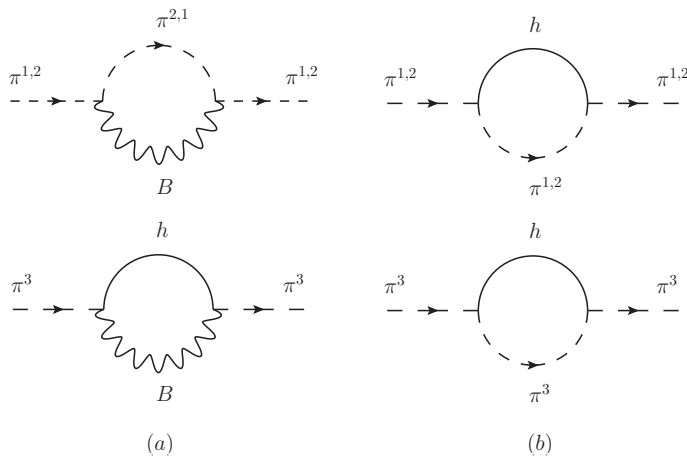 π^{2,1} h
π^{1,2} π^{1,2} π^{1,2} π^{1,2}
B π^{1,2}
h h
π^3 π^3 π^3 π^3
B π^3
(a) (b)